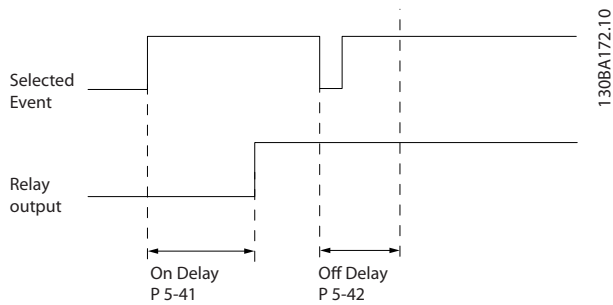 130BA172.10
Selected
Event
Relay
output
On Delay
P 5-41
Off Delay
P 5-42